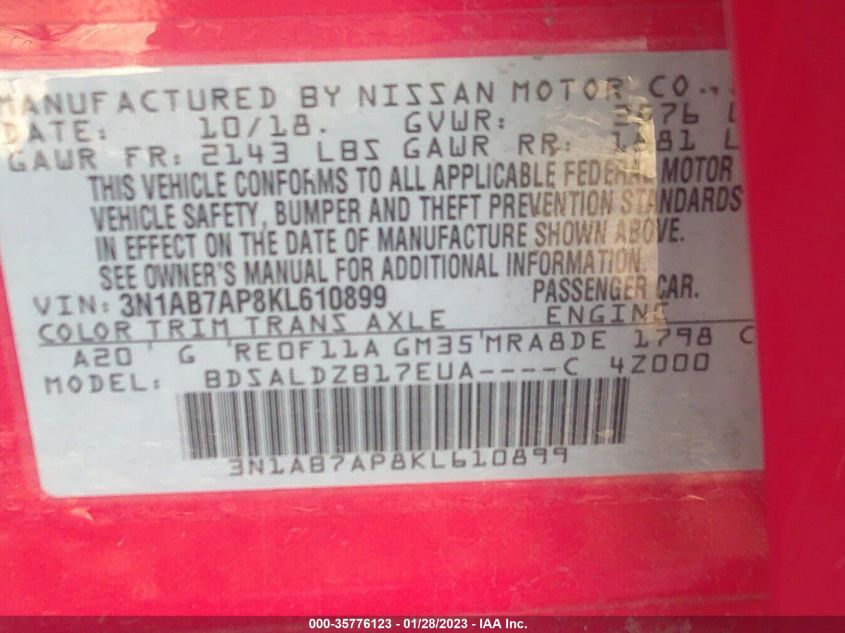 MANUFACTURED BY NISSAN MOTOR CO.,
DATE: 10/18. GVWR:
GAWR FR: 2143 LBS GAWR RR:
THIS VEHICLE CONFORMS TO ALL APPLICABLE FEDERAL MOTOR
VEHICLE SAFETY, BUMPER AND THEFT PREVENTION STANDARDS
IN EFFECT ON THE DATE OF MANUFACTURE SHOWN ABOVE.
SEE OWNER'S MANUAL FOR ADDITIONAL INFORMATION.
VIN: 3N1AB7AP8KL610899 PASSENGER CAR.
COLOR TRIM TRANS AXLE ENGINE
A20 G RE0F11A GM35 MRA8DE 1798 C
MODEL: BDSALDZB17EUA----C 4Z000
3N1AB7AP8KL610899
000-35776123 - 01/28/2023 - IAA Inc.